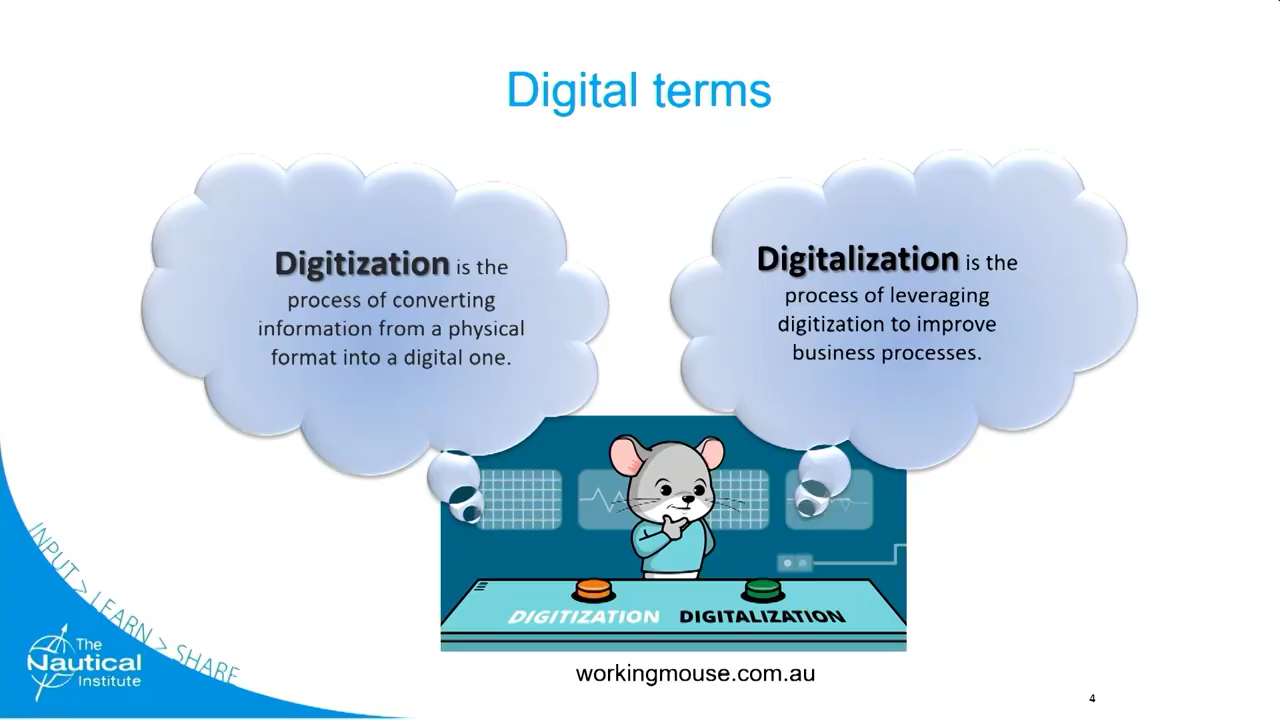 Digital terms
Digitization is the
process of converting
information from a physical
format into a digital one.
Digitalization is the
process of leveraging
digitization to improve
business processes.
DIGITIZATION DIGITALIZATION
workingmouse.com.au
INPUT > LEARN > SHARE
The
Nautical
Institute
4